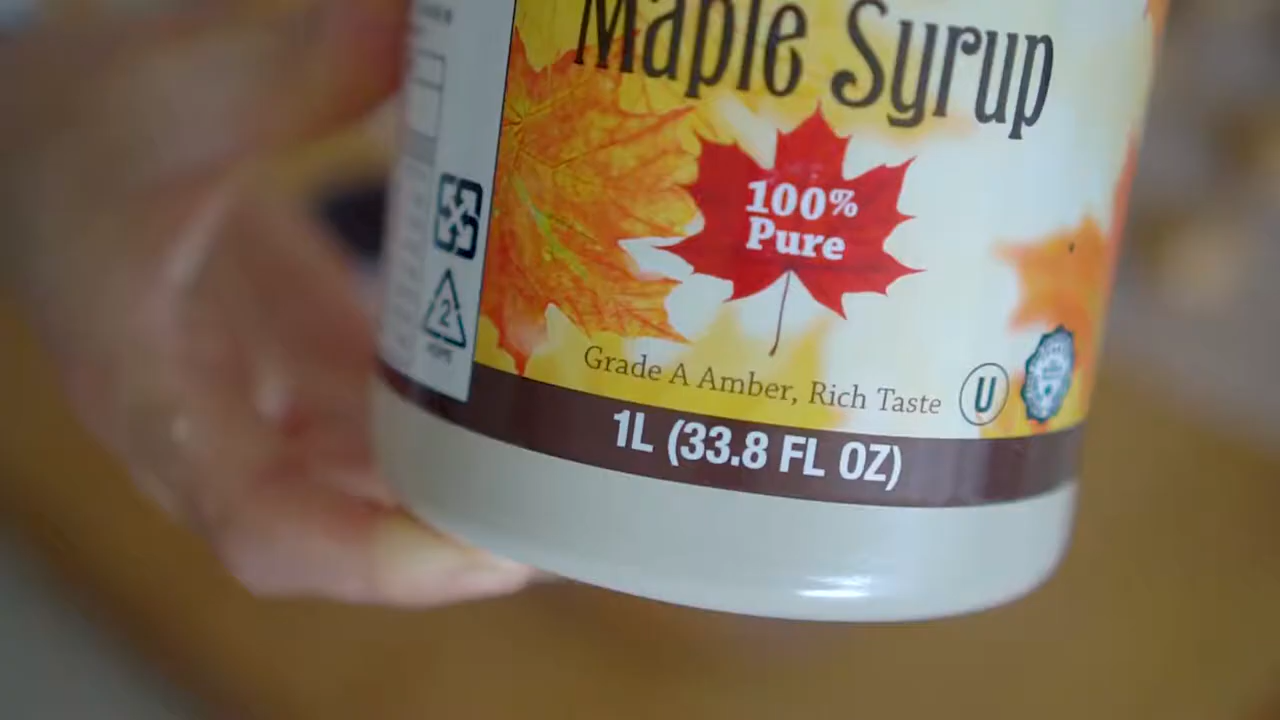 Maple Syrup
100%
Pure
Grade A Amber, Rich Taste
U
1L (33.8 FL OZ)
2